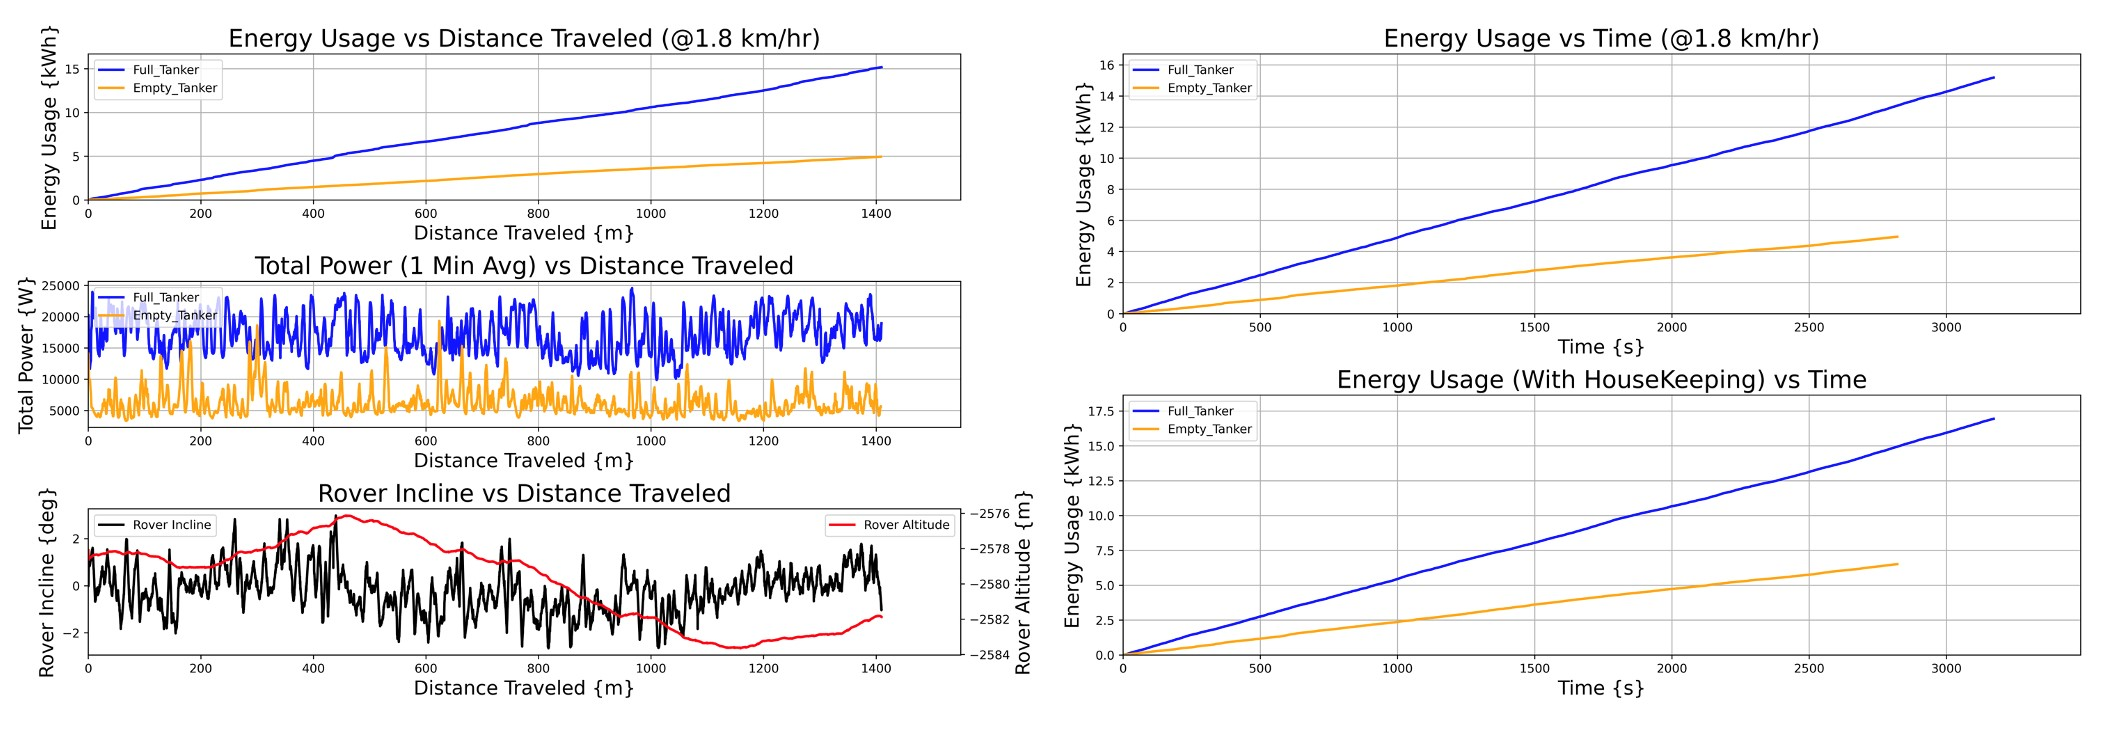 Energy Usage vs Distance Traveled (@1.8 km/hr)
Energy Usage {kWh}
15
10
5
0
Full_Tanker
Empty_Tanker
0 200 400 600 800 1000 1200 1400
Distance Traveled {m}
Total Power (1 Min Avg) vs Distance Traveled
Total Power {W}
25000
20000
15000
10000
5000
Full_Tanker
Empty_Tanker
0 200 400 600 800 1000 1200 1400
Distance Traveled {m}
Rover Incline vs Distance Traveled
Rover Incline {deg}
2
0
−2
Rover Incline
Rover Altitude
−2576
−2578
−2580
−2582
−2584
Rover Altitude {m}
0 200 400 600 800 1000 1200 1400
Distance Traveled {m}
Energy Usage vs Time (@1.8 km/hr)
Energy Usage {kWh}
16
14
12
10
8
6
4
2
0
Full_Tanker
Empty_Tanker
0 500 1000 1500 2000 2500 3000
Time {s}
Energy Usage (With HouseKeeping) vs Time
Energy Usage {kWh}
17.5
15.0
12.5
10.0
7.5
5.0
2.5
0.0
Full_Tanker
Empty_Tanker
0 500 1000 1500 2000 2500 3000
Time {s}